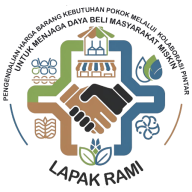 PENGENDALIAN HARGA BARANG KEBUTUHAN POKOK MELALUI KOLABORASI PINTAR
UNTUK MENJAGA DAYA BELI MASYARAKAT MISKIN
LAPAK RAMI